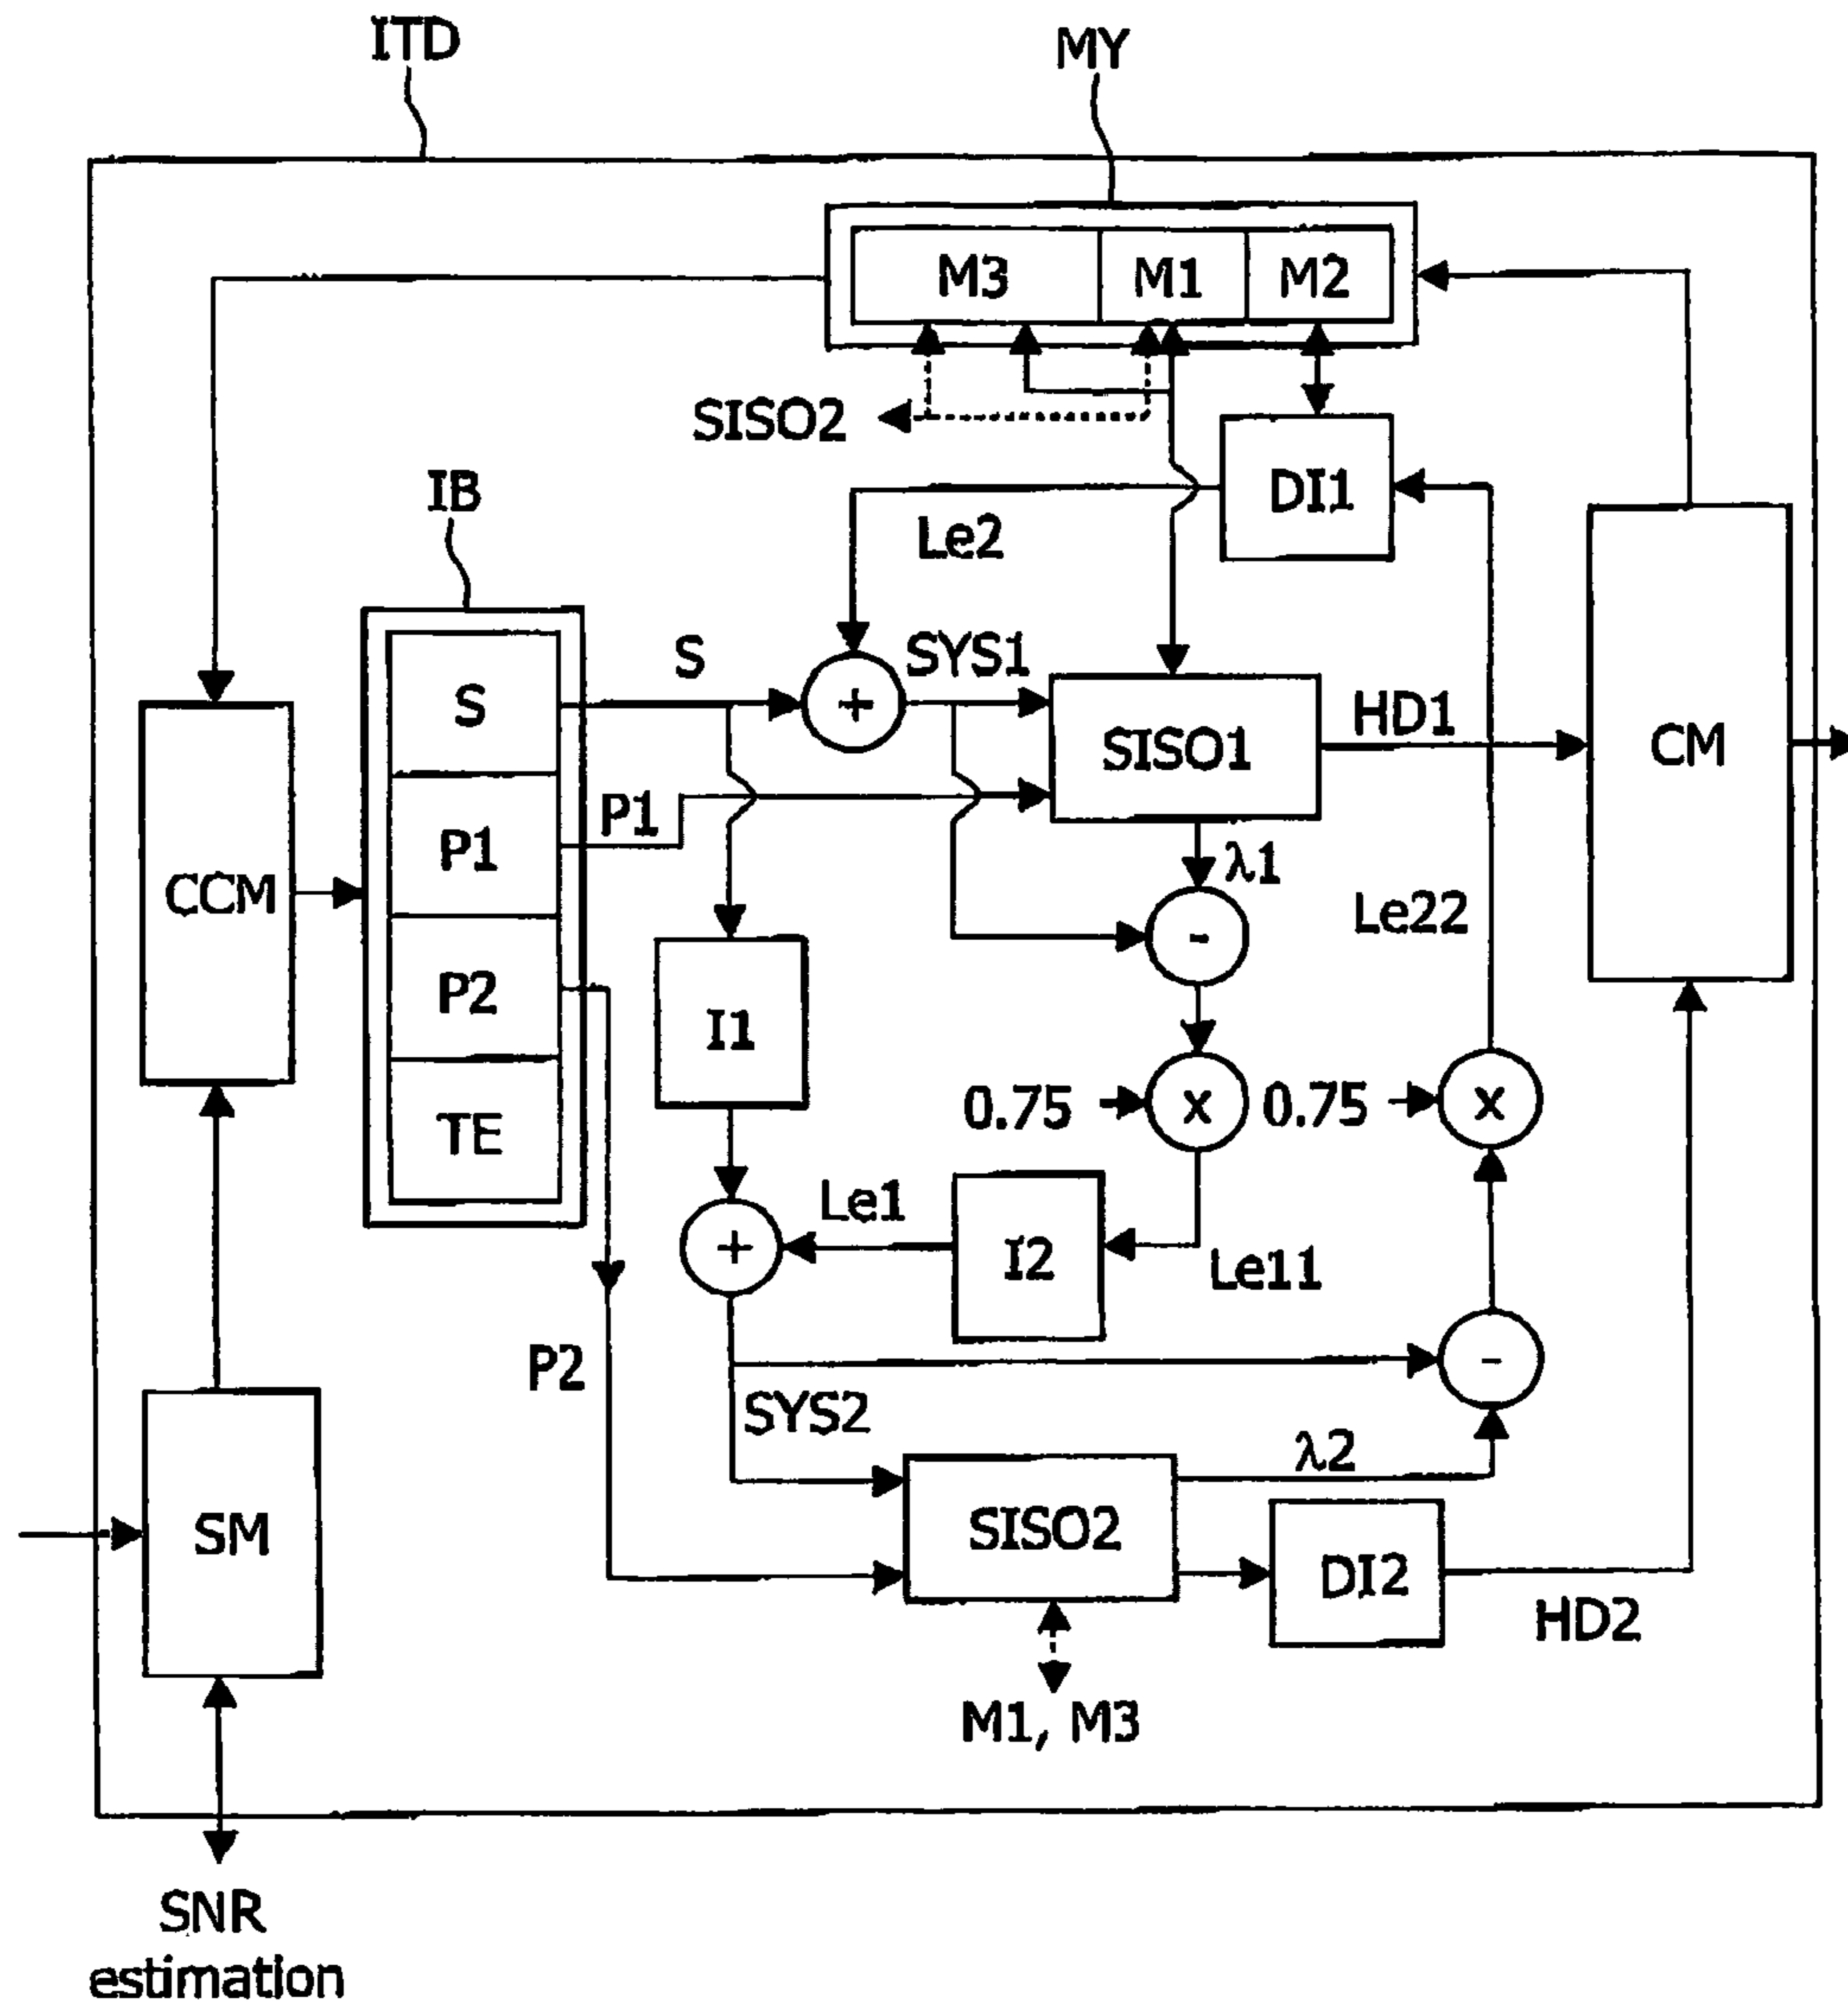 ITD
MY
M3 M1 M2
SISO2
DI1
IB
Le2
S
SYS1
S
SISO1
HD1
CM
P1
P1
λ1
CCM
Le22
P2
I1
0.75
x
0.75
x
TE
+
-
Le1
+
I2
Le11
P2
-
SYS2
λ2
SM
SISO2
DI2
HD2
M1, M3
SNR
estimation